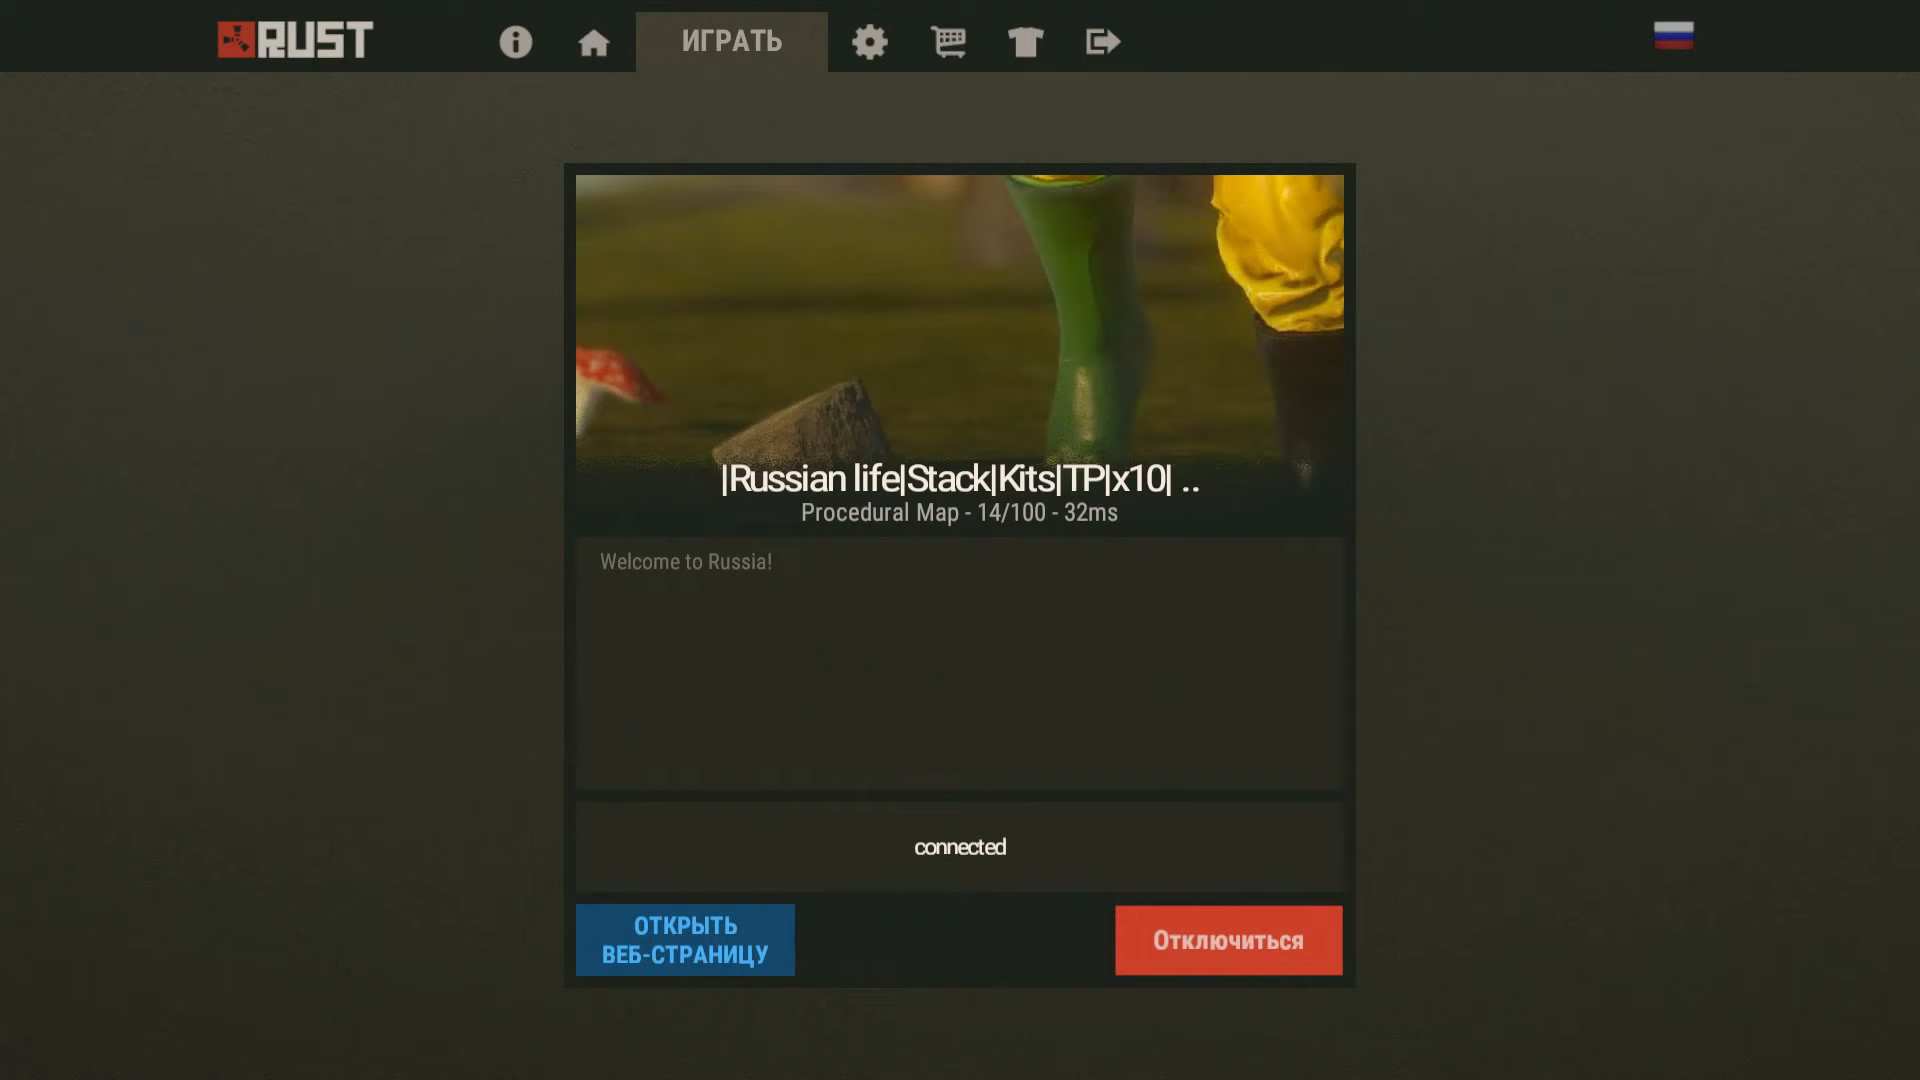 RUST
ИГРАТЬ
|Russian life|Stack|Kits|TP|x10| ..
Procedural Map - 14/100 - 32ms
Welcome to Russia!
connected
ОТКРЫТЬ
ВЕБ-СТРАНИЦУ
Отключиться